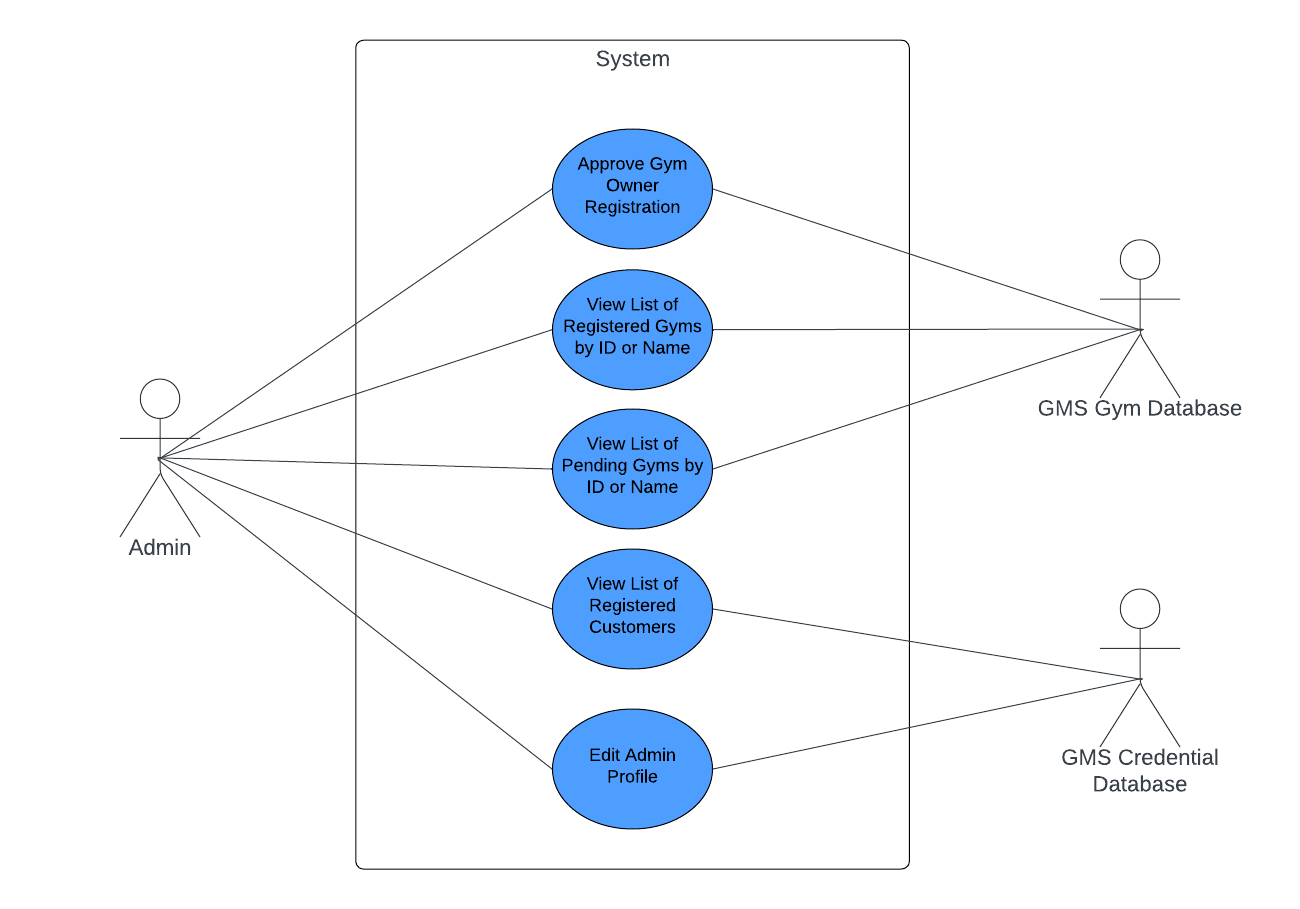 System
Approve Gym
Owner
Registration
View List of
Registered Gyms
by ID or Name
View List of
Pending Gyms by
ID or Name
View List of
Registered
Customers
Edit Admin
Profile
Admin
GMS Gym Database
GMS Credential
Database